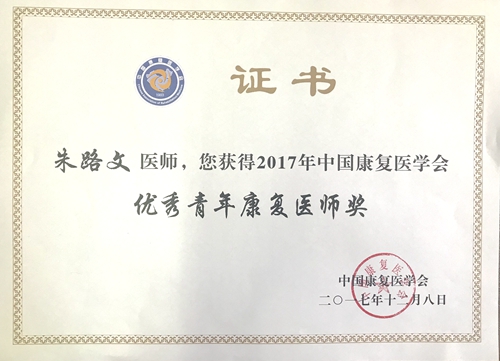 证书
朱路文 医师，您获得2017年中国康复医学会
优秀青年康复医师奖
中国康复医学会
二〇一七年十二月八日